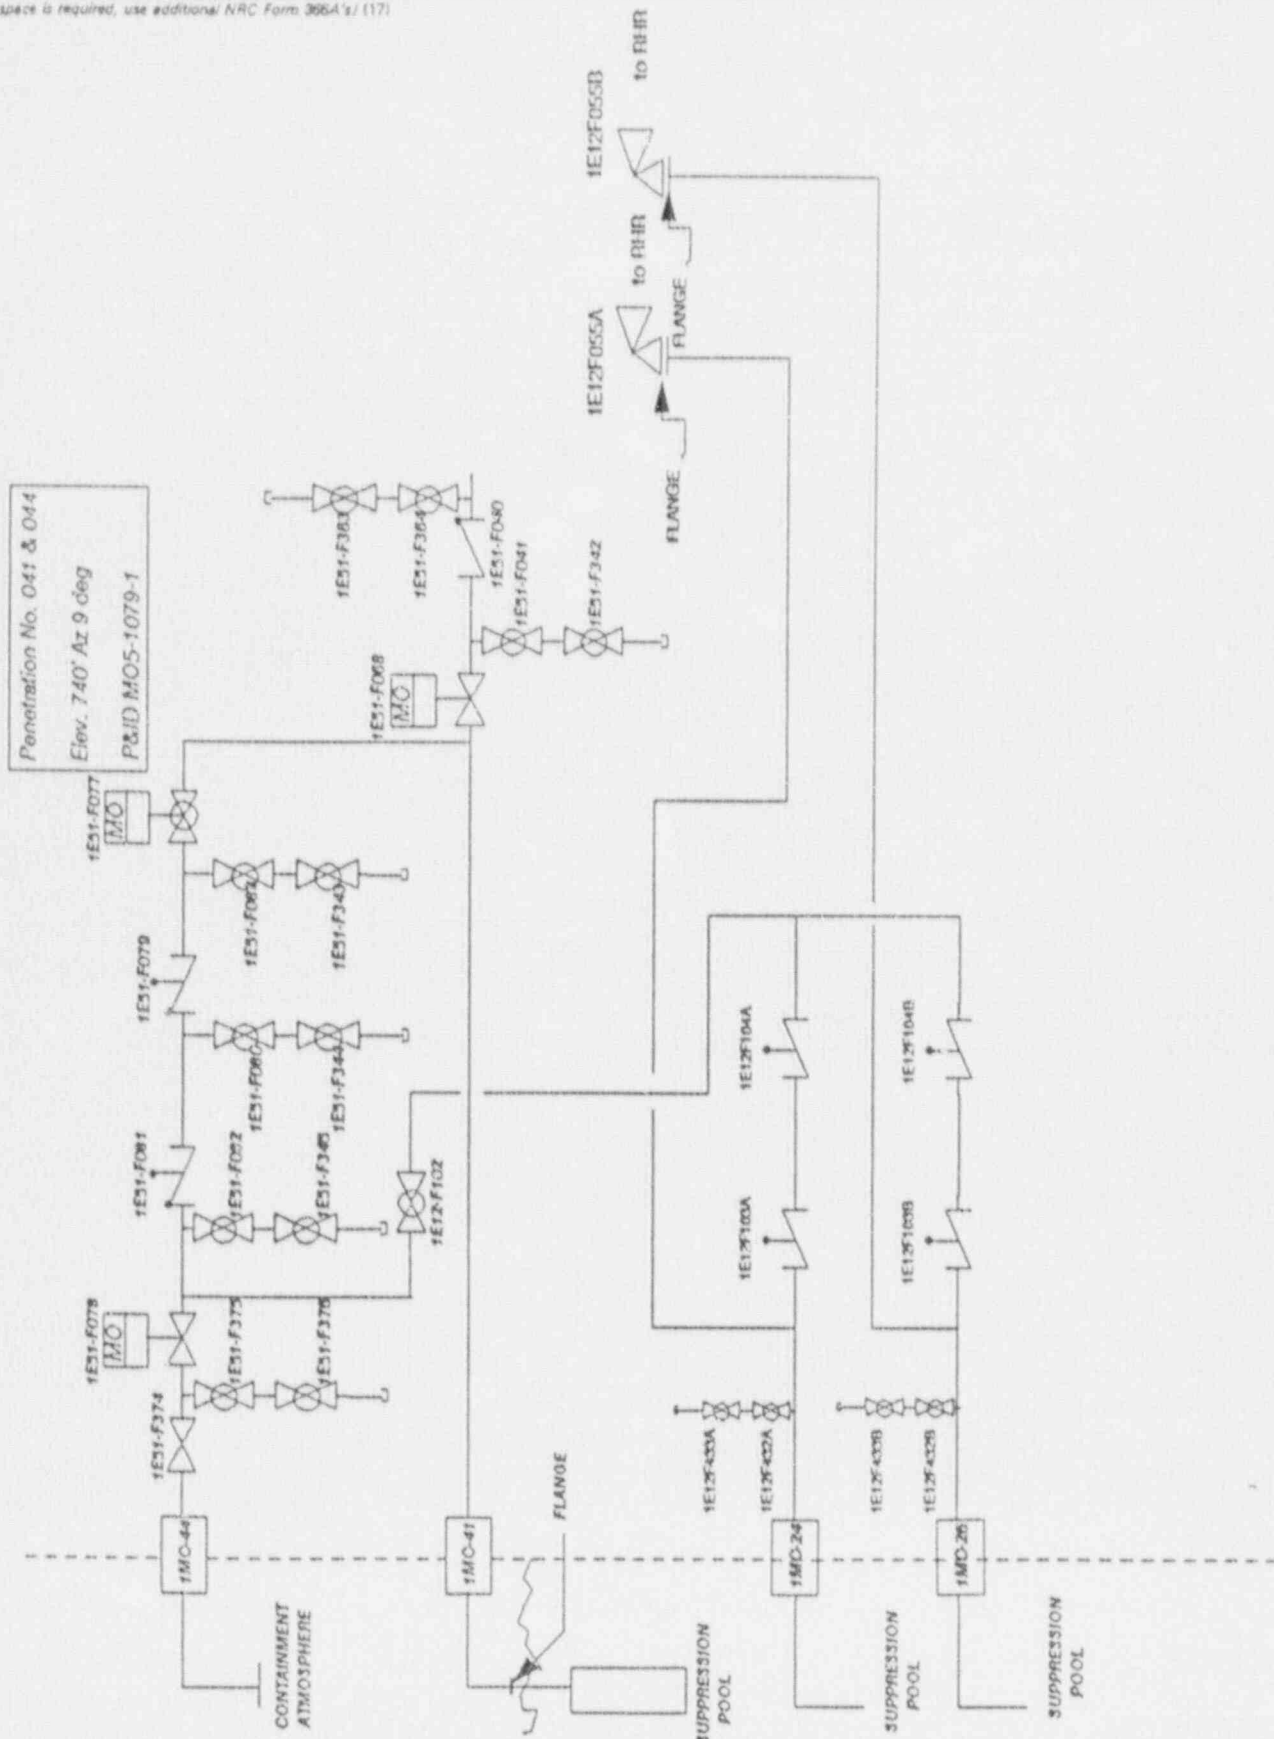 space is required, use additional NRC Form 366A's) (17)
Penetration No. 041 & 044
Elev. 740' Az 9 deg
P&ID MO5-1079-1
1E12F055B
to RHR
1E12F055A
to RHR
FLANGE
FLANGE
1E51-F363
1E51-F364
1E51-F040
1E51-F041
1E51-F342
1E51-F068
MO
1E51-F077
MO
1E51-F343
1E51-F079
1E51-F344
1E51-F081
1E51-F082
1E51-F345
1E12-F102
1E51-F078
MO
1E51-F375
1E51-F376
1E51-F374
1E12F104A
1E12F104B
1E12F103A
1E12F103B
1E12F433A
1E12F432A
1E12F433B
1E12F432B
1MC-44
1MC-41
1MC-24
1MC-26
FLANGE
CONTAINMENT
ATMOSPHERE
SUPPRESSION
POOL
SUPPRESSION
POOL
SUPPRESSION
POOL